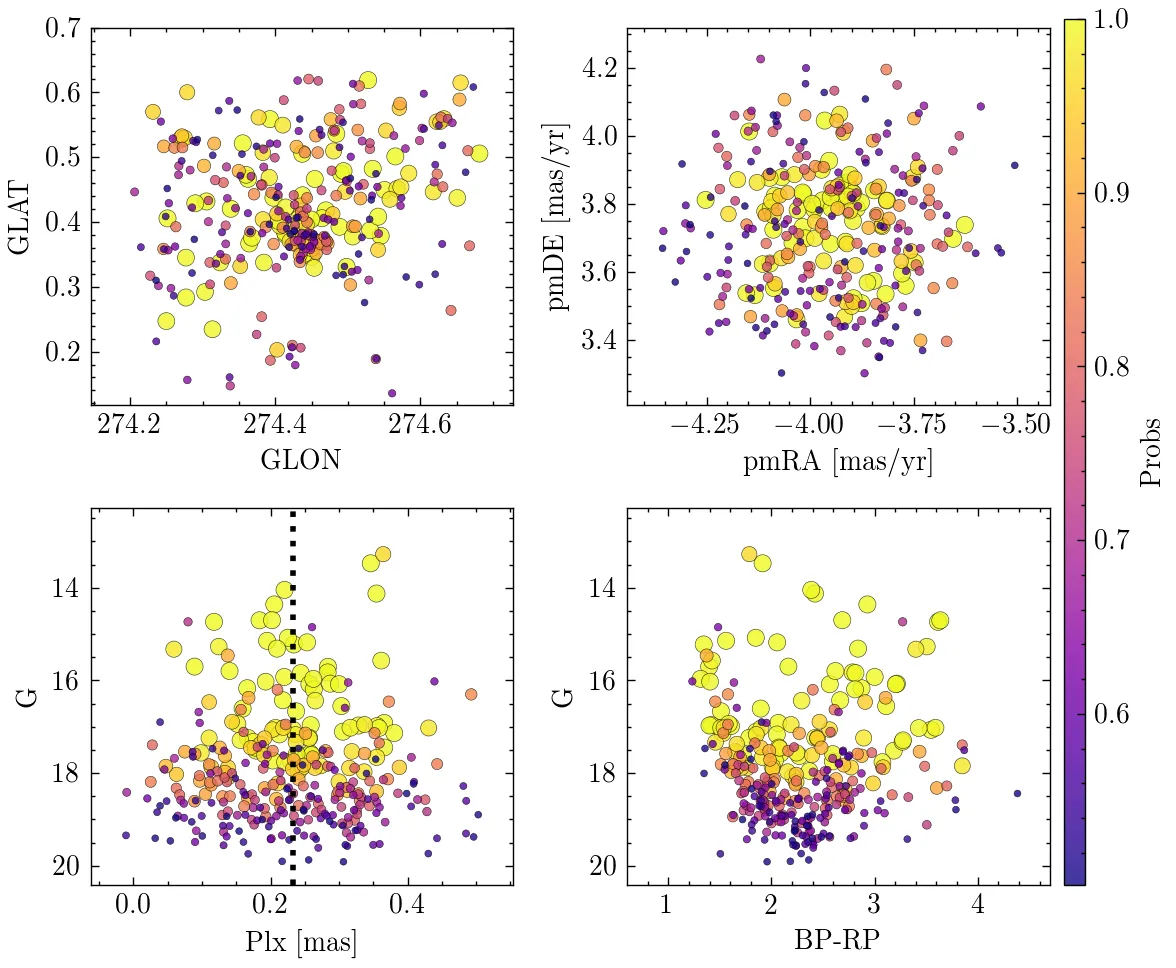 0.7
0.6
0.5
0.4
0.3
0.2
GLAT
274.2 274.4 274.6
GLON
4.2
4.0
3.8
3.6
3.4
pmDE [mas/yr]
−4.25 −4.00 −3.75 −3.50
pmRA [mas/yr]
14
16
18
20
G
0.0 0.2 0.4
Plx [mas]
14
16
18
20
G
1 2 3 4
BP-RP
1.0
0.9
0.8
0.7
0.6
Probs